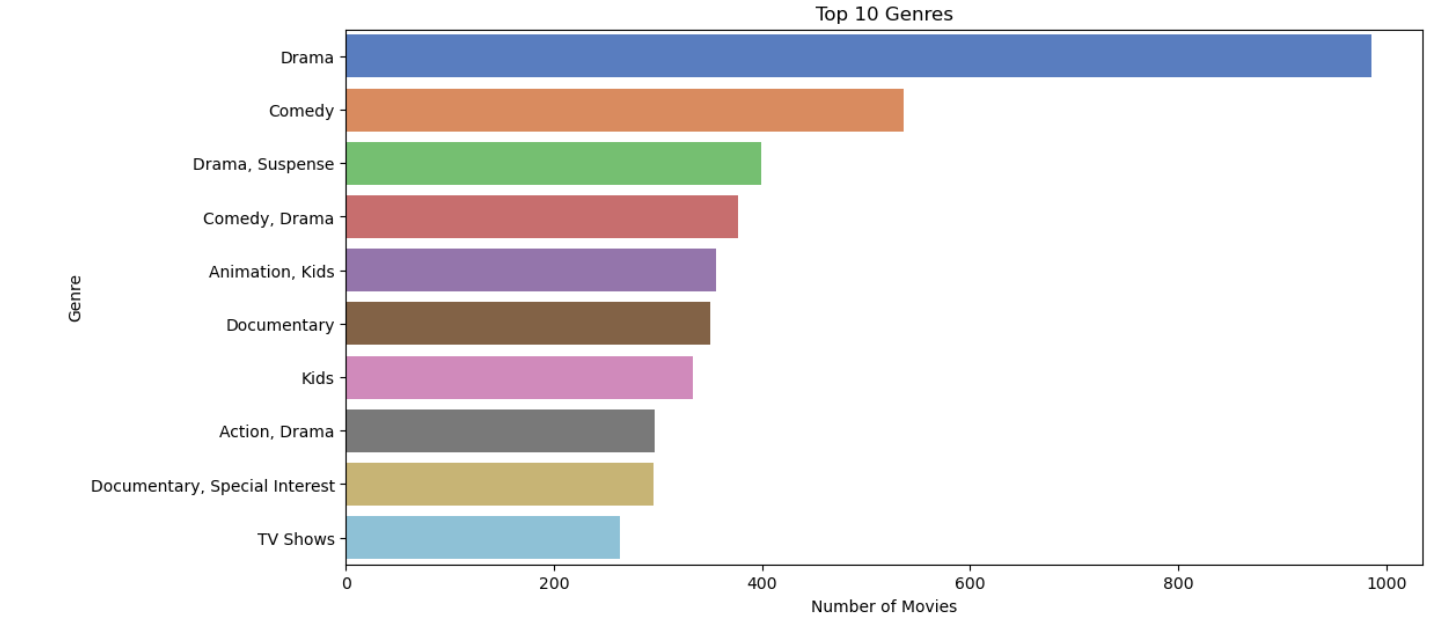 Top 10 Genres
Genre
Drama
Comedy
Drama, Suspense
Comedy, Drama
Animation, Kids
Documentary
Kids
Action, Drama
Documentary, Special Interest
TV Shows
0 200 400 600 800 1000
Number of Movies